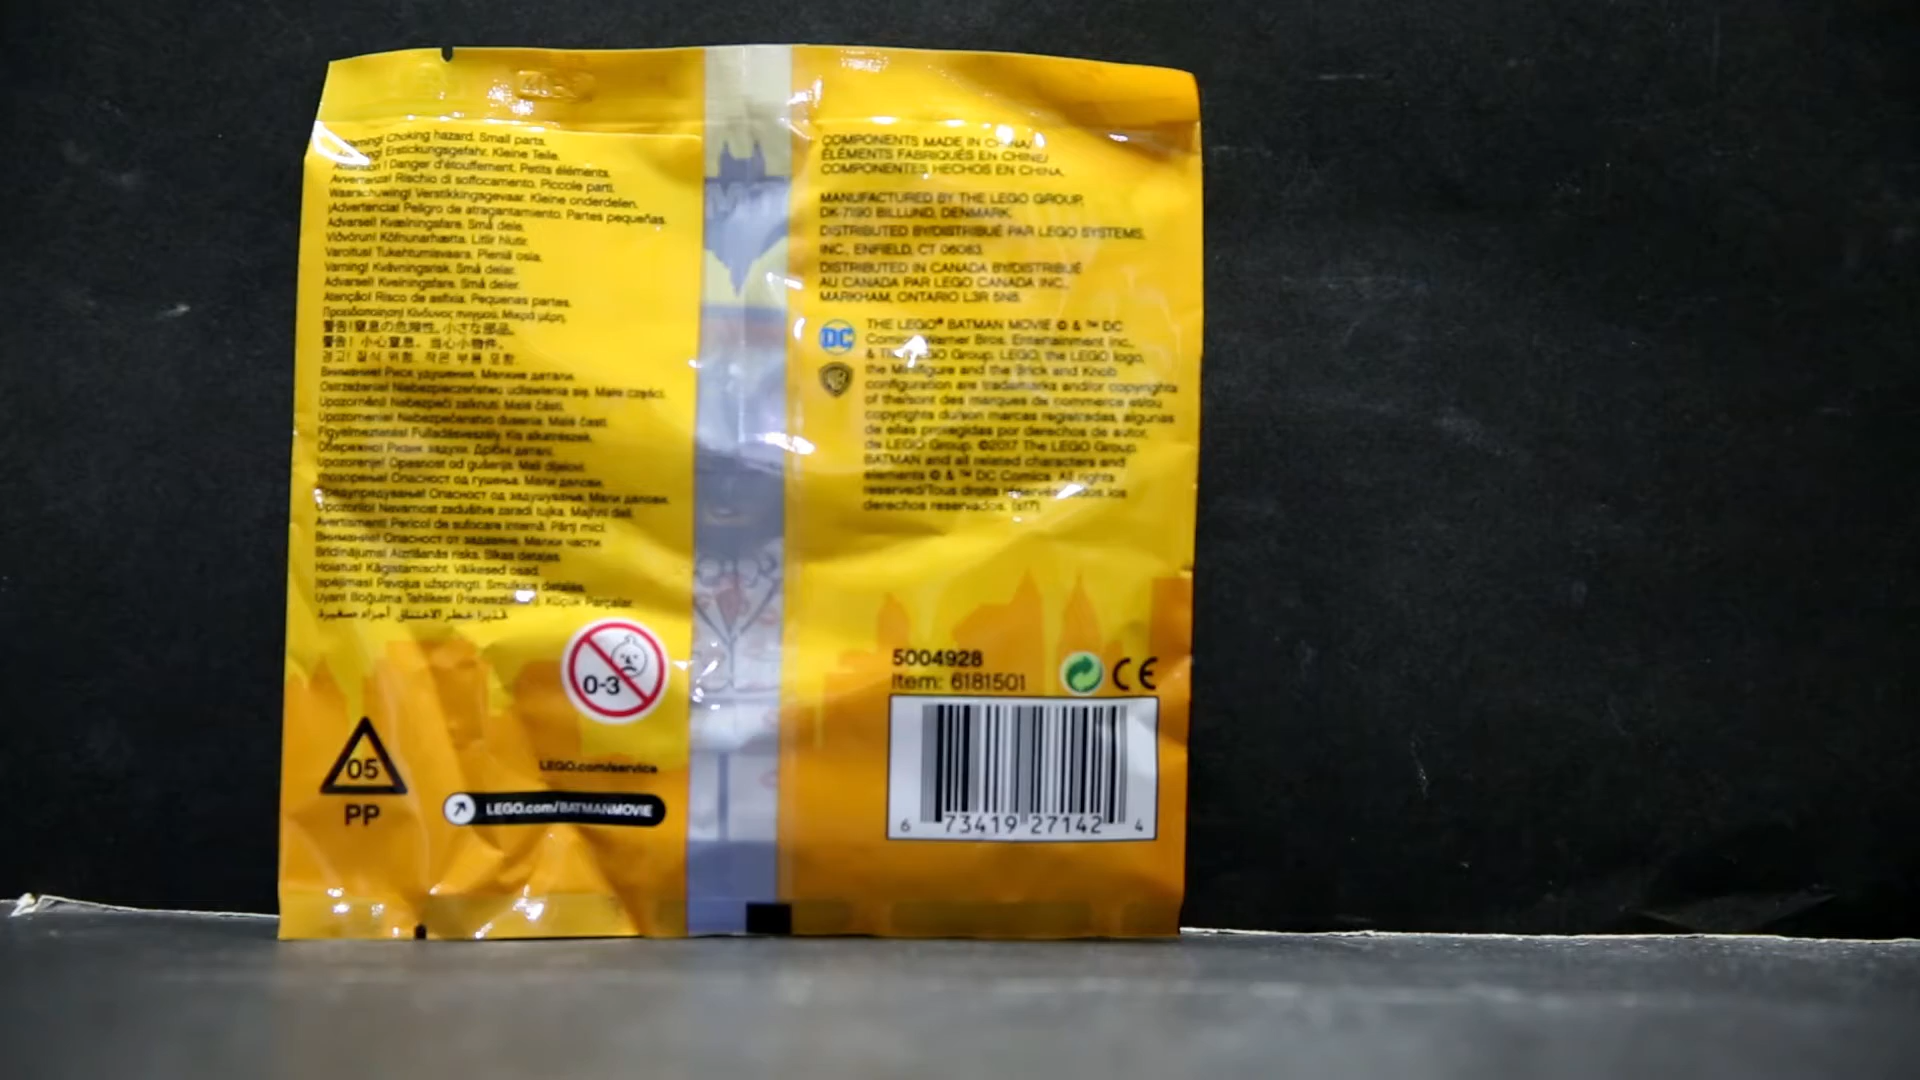 Warning! Choking hazard. Small parts.
Achtung! Erstickungsgefahr. Kleine Teile.
Attention ! Danger d'étouffement. Petits éléments.
Avvertenza! Rischio di soffocamento. Piccole parti.
Waarschuwing! Verstikkingsgevaar. Kleine onderdelen.
¡Advertencia! Peligro de atragantamiento. Partes pequeñas.
Advarsel! Kvælningsfare. Små dele.
Viðvörun! Köfnunarhætta. Litlir hlutir.
Varoitus! Tukehtumisvaara. Pieniä osia.
Varning! Kvävningsrisk. Små delar.
Advarsel! Kvelningsfare. Små deler.
Atenção! Risco de asfixia. Pequenas partes.
Προειδοποίηση! Κίνδυνος πνιγμού. Μικρά μέρη.
警告!窒息の危険性。小さな部品。
警告! 小心窒息。当心小物件。
경고! 질식 위험. 작은 부품 포함.
Внимание! Риск удушения. Мелкие детали.
Ostrzeżenie! Niebezpieczeństwo udławienia się. Małe części.
Upozornění! Nebezpečí zalknutí. Malé části.
Upozornenie! Nebezpečenstvo dusenia. Malé časti.
Figyelmeztetés! Fulladásveszély. Kis alkatrészek.
Обережно! Ризик задухи. Дрібні деталі.
Upozorenje! Opasnost od gušenja. Mali dijelovi.
Опасност од гушења. Мали делови.
Предупредување! Опасност од задушување. Мали делови.
Opozorilo! Nevarnost zadušitve zaradi tujka. Majhni deli.
Avertisment! Pericol de sufocare internă. Părţi mici.
Внимание! Опасност от задавяне. Малки части
Brīdinājums! Aizrīšanās risks. Sīkas detaļas.
Hoiatus! Kägistamisoht. Väikesed osad.
Įspėjimas! Pavojus užspringti. Smulkios detalės.
Uyarı! Boğulma Tehlikesi (Havasızlıktan). Küçük Parçalar.
تحذير! خطر الاختناق. أجزاء صغيرة.
0-3
05
PP
LEGO.com/service
LEGO.com/BATMANMOVIE
COMPONENTS MADE IN CHINA/
ÉLÉMENTS FABRIQUÉS EN CHINE/
COMPONENTES HECHOS EN CHINA.
MANUFACTURED BY THE LEGO GROUP,
DK-7190 BILLUND, DENMARK.
DISTRIBUTED BY/DISTRIBUÉ PAR LEGO SYSTEMS,
INC., ENFIELD, CT 06083.
DISTRIBUTED IN CANADA BY/DISTRIBUÉ
AU CANADA PAR LEGO CANADA INC.,
MARKHAM, ONTARIO L3R 5N5.
DC
WB
THE LEGO® BATMAN MOVIE © & ™ DC
Comics, Warner Bros. Entertainment Inc.,
& The LEGO Group. LEGO, the LEGO logo,
the Minifigure and the Brick and Knob
configuration are trademarks and/or copyrights
of the/sont des marques de commerce et/ou
copyrights du/son marcas registradas, algunas
de ellas protegidas por derechos de autor,
de LEGO Group. ©2017 The LEGO Group.
BATMAN and all related characters and
elements © & ™ DC Comics. All rights
reserved/Tous droits réservés/Todos los
derechos reservados. (s17)
5004928
Item: 6181501
CE
6 73419 27142 4